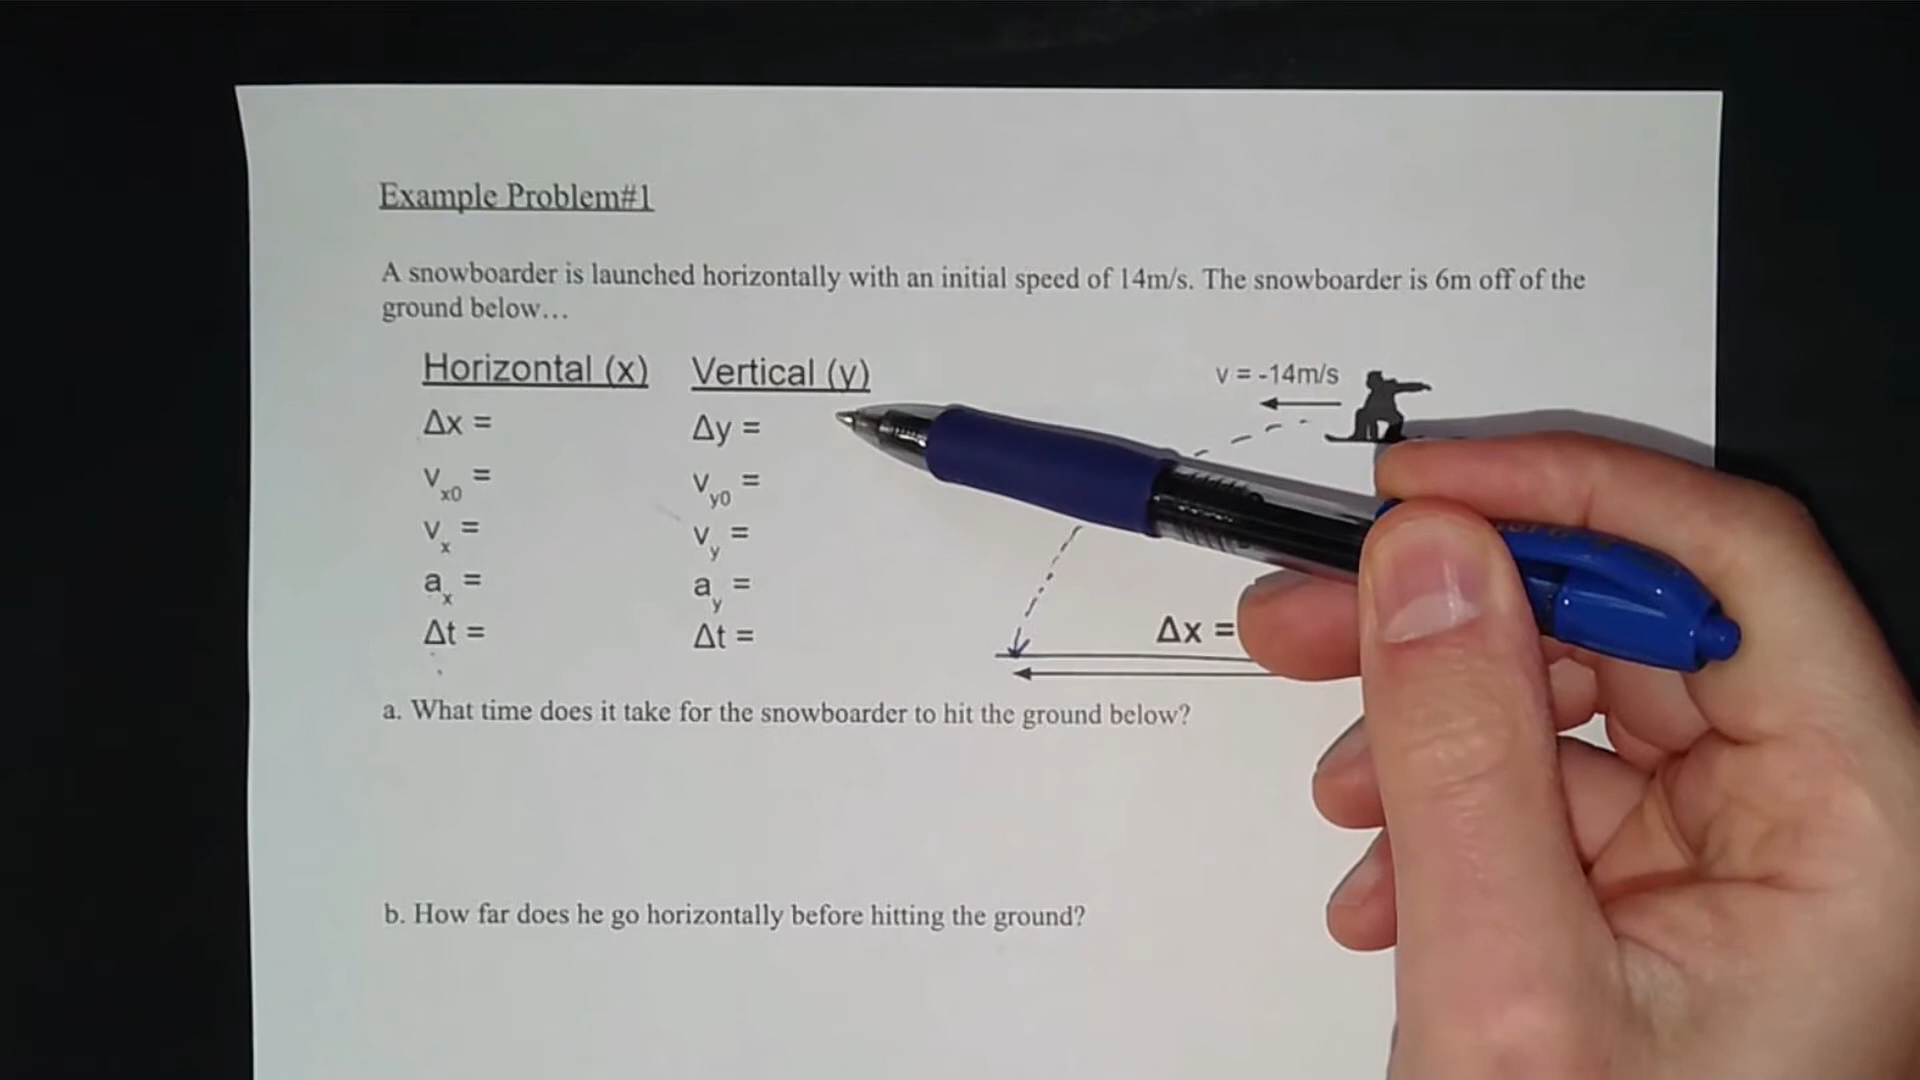 Example Problem#1
A snowboarder is launched horizontally with an initial speed of 14m/s. The snowboarder is 6m off of the
ground below…
Horizontal (x)
Δx =
vx0 =
vx =
ax =
Δt =
Vertical (y)
Δy =
vy0 =
vy =
ay =
Δt =
v = -14m/s
Δx =
a. What time does it take for the snowboarder to hit the ground below?
b. How far does he go horizontally before hitting the ground?